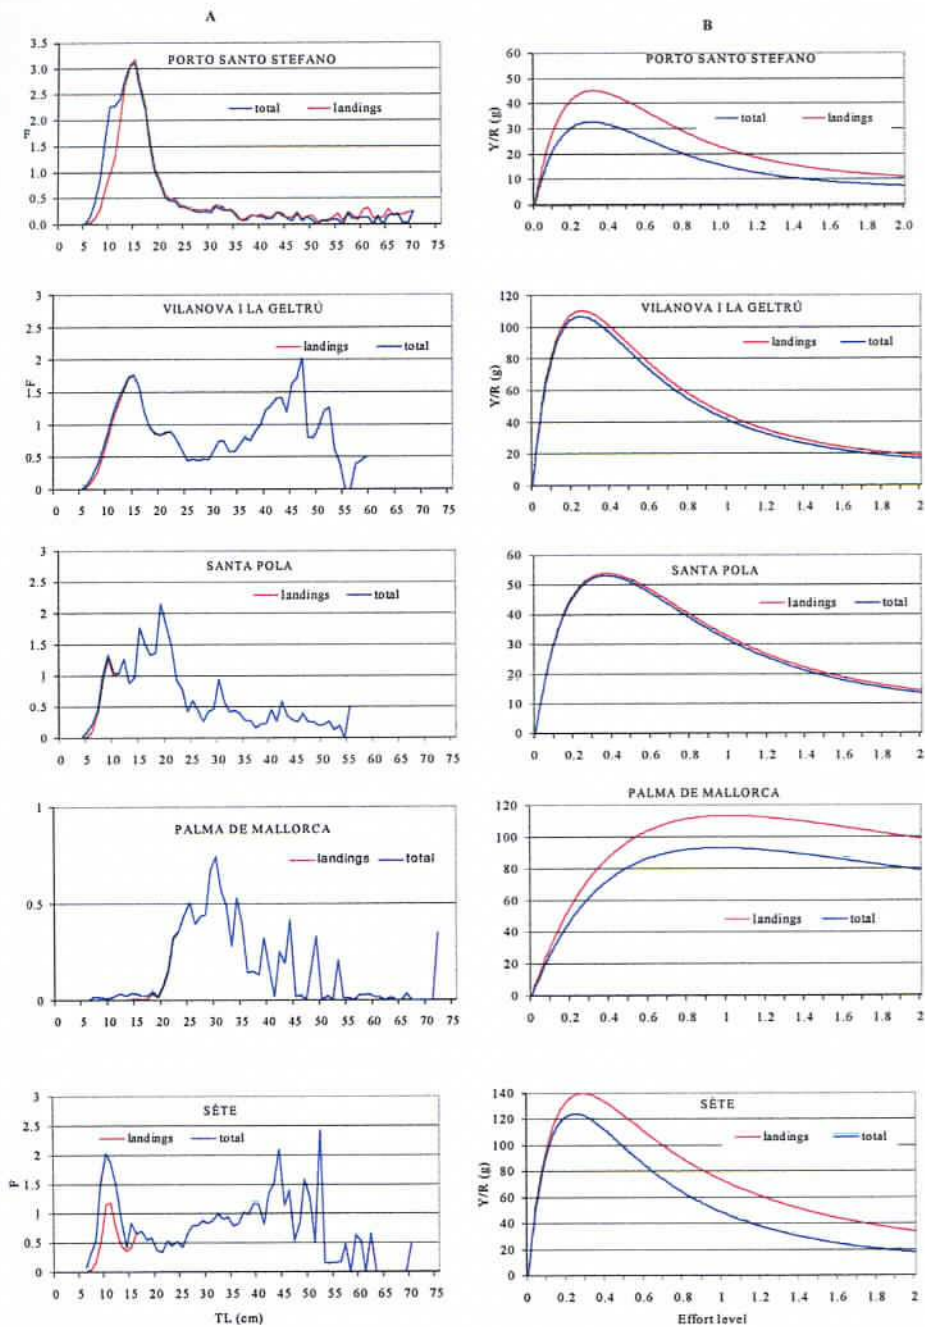 A
B
PORTO SANTO STEFANO
total landings
F
3.5
3.0
2.5
2.0
1.5
1.0
0.5
0.0
0 5 10 15 20 25 30 35 40 45 50 55 60 65 70 75
PORTO SANTO STEFANO
total landings
Y/R (g)
60
50
40
30
20
10
0
0.0 0.2 0.4 0.6 0.8 1.0 1.2 1.4 1.6 1.8 2.0
VILANOVA I LA GELTRÚ
landings total
F
3
2.5
2
1.5
1
0.5
0
0 5 10 15 20 25 30 35 40 45 50 55 60 65 70 75
VILANOVA I LA GELTRÚ
landings total
Y/R (g)
120
100
80
60
40
20
0
0 0.2 0.4 0.6 0.8 1 1.2 1.4 1.6 1.8 2
SANTA POLA
landings total
3
2.5
2
1.5
1
0.5
0
0 5 10 15 20 25 30 35 40 45 50 55 60 65 70 75
SANTA POLA
landings total
60
50
40
30
20
10
0
0 0.2 0.4 0.6 0.8 1 1.2 1.4 1.6 1.8 2
PALMA DE MALLORCA
landings total
1
0.5
0
0 5 10 15 20 25 30 35 40 45 50 55 60 65 70 75
PALMA DE MALLORCA
landings total
120
100
80
60
40
20
0
0 0.2 0.4 0.6 0.8 1 1.2 1.4 1.6 1.8 2
SÈTE
landings total
F
3
2.5
2
1.5
1
0.5
0
0 5 10 15 20 25 30 35 40 45 50 55 60 65 70 75
TL (cm)
SÈTE
landings total
Y/R (g)
140
120
100
80
60
40
20
0
0 0.2 0.4 0.6 0.8 1 1.2 1.4 1.6 1.8 2
Effort level